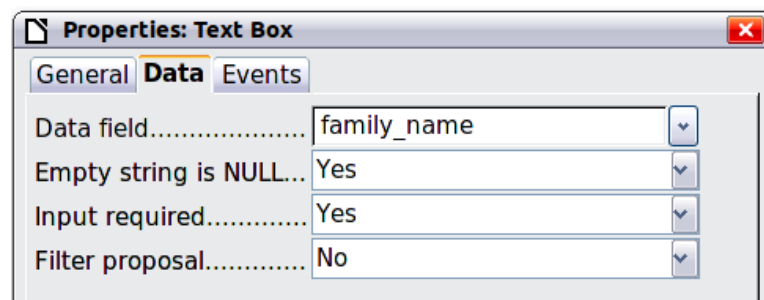 Properties: Text Box
General Data Events
Data field..................... family_name
Empty string is NULL... Yes
Input required............. Yes
Filter proposal............. No